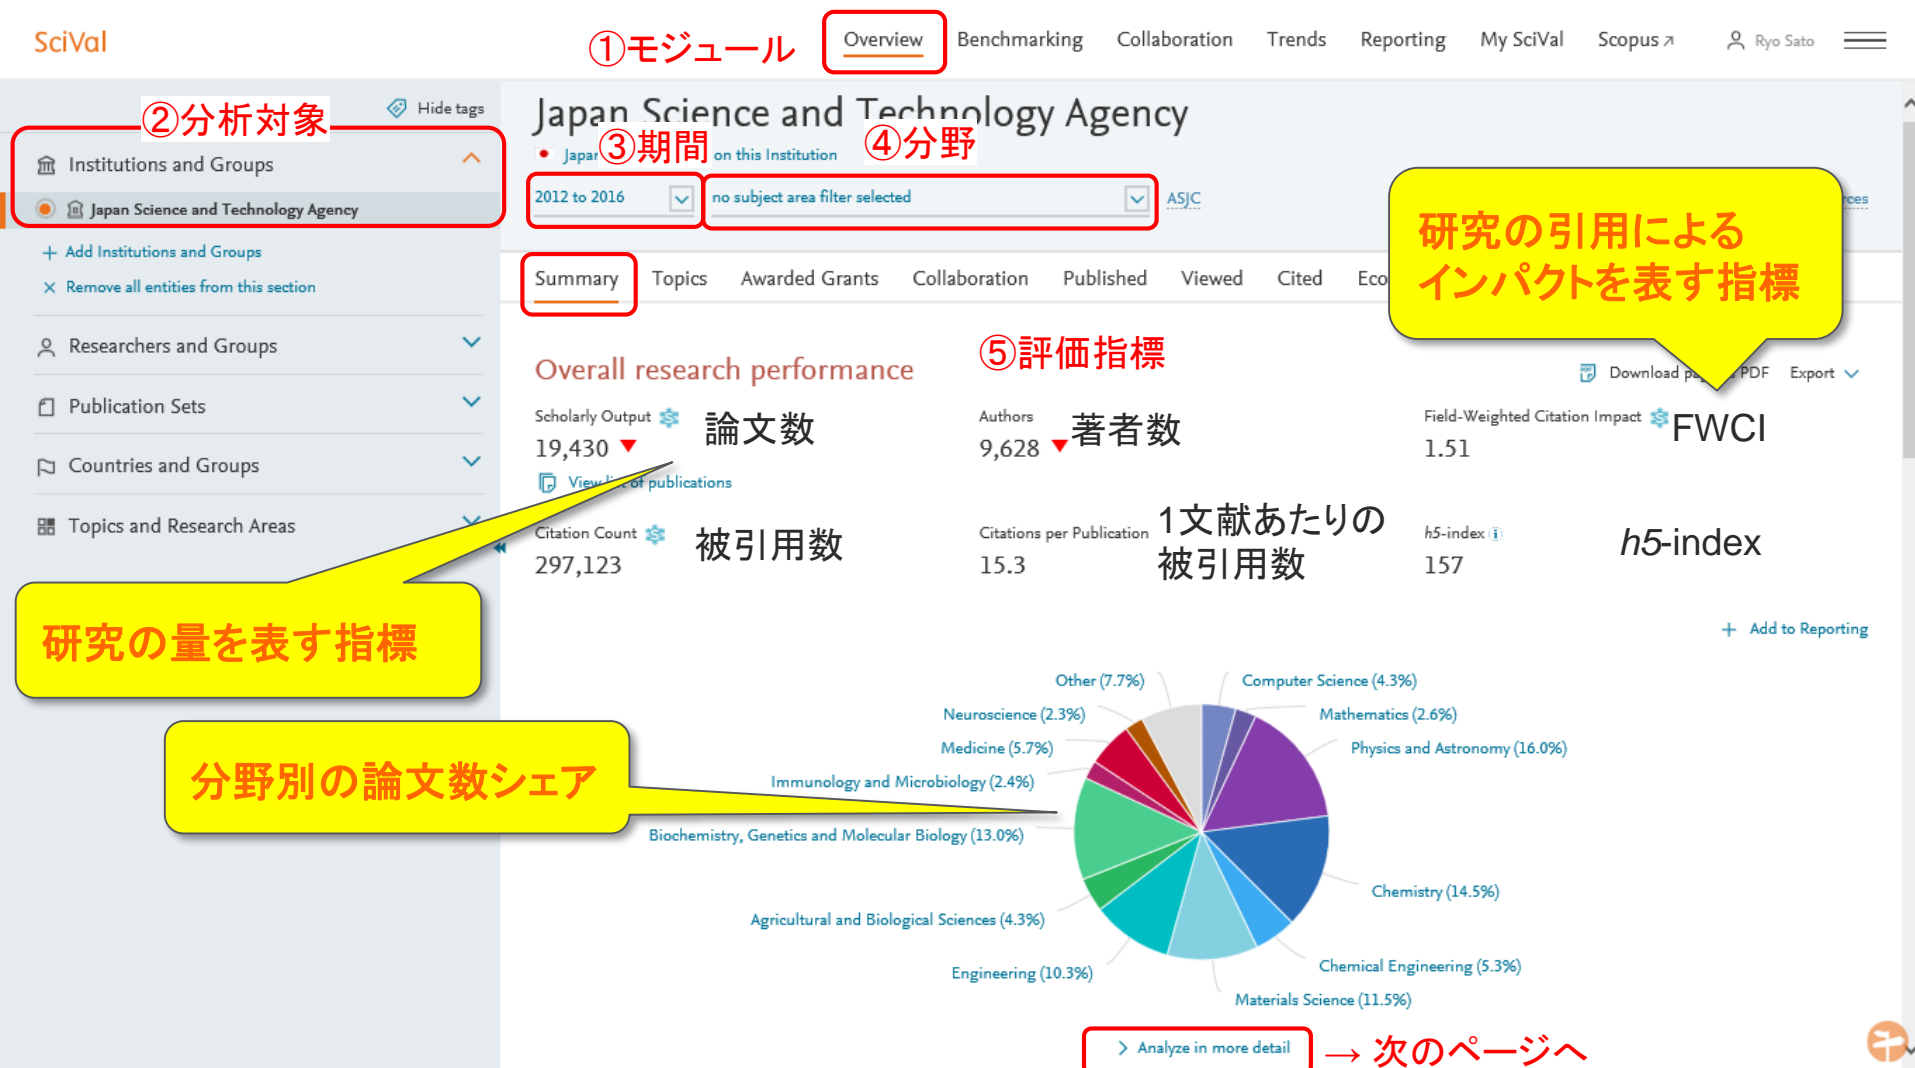 SciVal
①モジュール
Overview
Benchmarking
Collaboration
Trends
Reporting
My SciVal
Scopus
Ryo Sato
②分析対象
Hide tags
Institutions and Groups
Japan Science and Technology Agency
+ Add Institutions and Groups
× Remove all entities from this section
Researchers and Groups
Publication Sets
Countries and Groups
Topics and Research Areas
Japan Science and Technology Agency
③期間
on this Institution
④分野
2012 to 2016
no subject area filter selected
ASJC
研究の引用による
インパクトを表す指標
Summary
Topics
Awarded Grants
Collaboration
Published
Viewed
Cited
Eco
⑤評価指標
Overall research performance
Download PDF
Export
Scholarly Output
論文数
19,430
View list of publications
Authors
著者数
9,628
Field-Weighted Citation Impact
FWCI
1.51
Citation Count
被引用数
297,123
Citations per Publication
1文献あたりの
被引用数
15.3
h5-index
h5-index
157
研究の量を表す指標
+ Add to Reporting
分野別の論文数シェア
Other (7.7%)
Computer Science (4.3%)
Neuroscience (2.3%)
Mathematics (2.6%)
Medicine (5.7%)
Physics and Astronomy (16.0%)
Immunology and Microbiology (2.4%)
Biochemistry, Genetics and Molecular Biology (13.0%)
Chemistry (14.5%)
Agricultural and Biological Sciences (4.3%)
Engineering (10.3%)
Chemical Engineering (5.3%)
Materials Science (11.5%)
> Analyze in more detail
→ 次のページへ